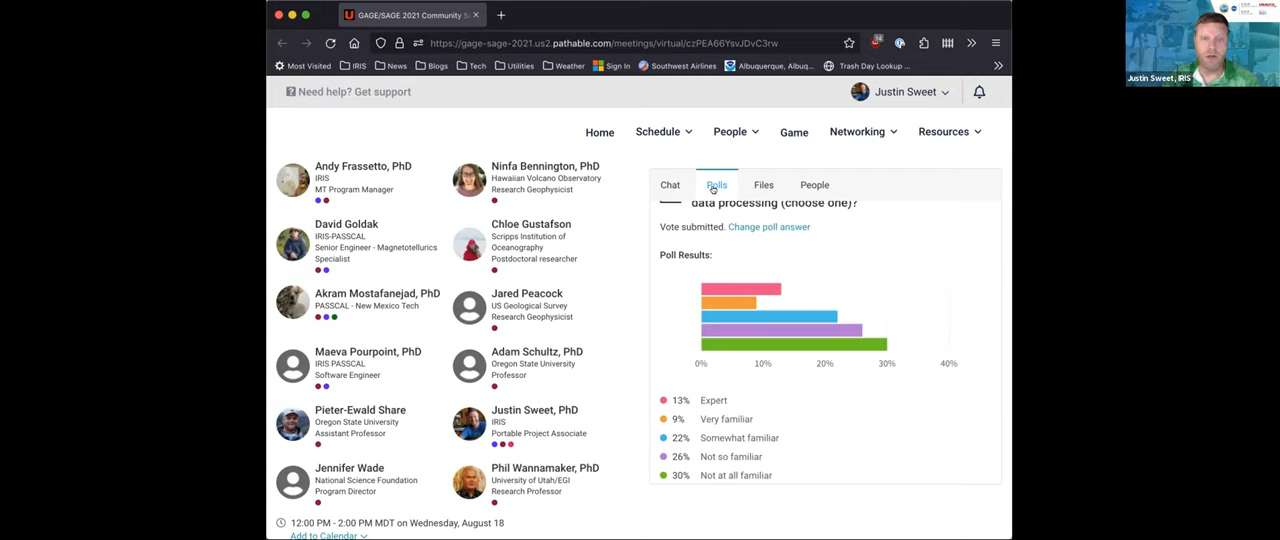 GAGE/SAGE 2021 Community S
https://gage-sage-2021.us2.pathable.com/meetings/virtual/czPEA66YsvJDvC3rw
14
Most Visited IRIS News Blogs Tech Utilities Weather Sign In Southwest Airlines Albuquerque, Albuq... Trash Day Lookup ...
Need help? Get support
Justin Sweet
Home Schedule People Game Networking Resources
Andy Frassetto, PhD
IRIS
MT Program Manager
Ninfa Bennington, PhD
Hawaiian Volcano Observatory
Research Geophysicist
David Goldak
IRIS-PASSCAL
Senior Engineer - Magnetotellurics
Specialist
Chloe Gustafson
Scripps Institution of
Oceanography
Postdoctoral researcher
Akram Mostafanejad, PhD
PASSCAL - New Mexico Tech
Jared Peacock
US Geological Survey
Research Geophysicist
Maeva Pourpoint, PhD
IRIS PASSCAL
Software Engineer
Adam Schultz, PhD
Oregon State University
Professor
Pieter-Ewald Share
Oregon State University
Assistant Professor
Justin Sweet, PhD
IRIS
Portable Project Associate
Jennifer Wade
National Science Foundation
Program Director
Phil Wannamaker, PhD
University of Utah/EGI
Research Professor
12:00 PM - 2:00 PM MDT on Wednesday, August 18
Add to Calendar
Chat Polls Files People
data processing (choose one)?
Vote submitted. Change poll answer
Poll Results:
0% 10% 20% 30% 40%
13% Expert
9% Very familiar
22% Somewhat familiar
26% Not so familiar
30% Not at all familiar
Justin Sweet, IRIS